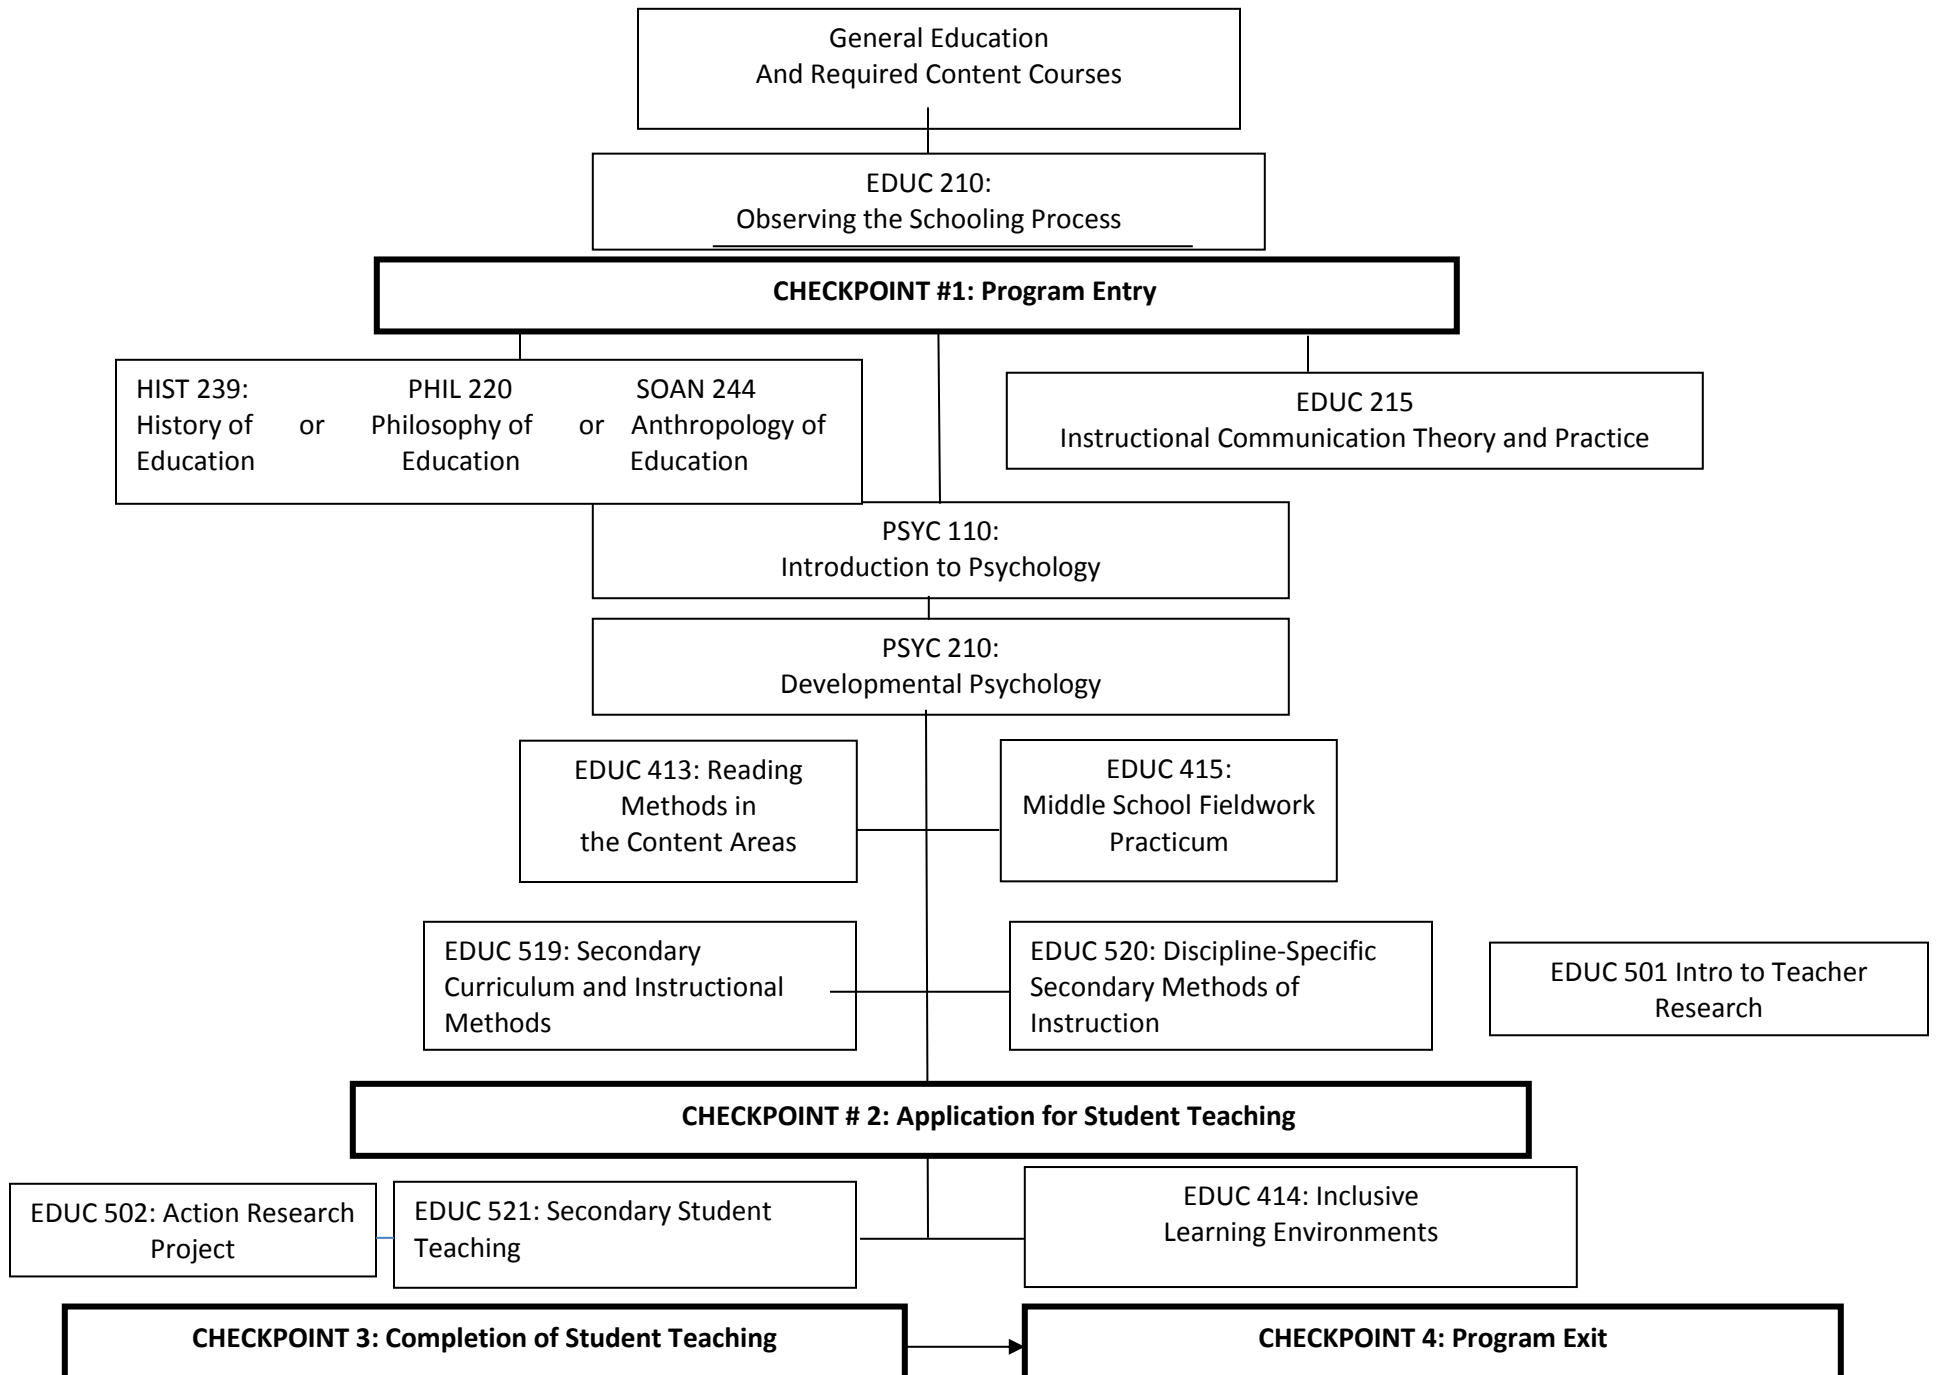 General Education
And Required Content Courses
EDUC 210:
Observing the Schooling Process
CHECKPOINT #1: Program Entry
HIST 239: PHIL 220 SOAN 244
History of or Philosophy of or Anthropology of
Education Education Education
EDUC 215
Instructional Communication Theory and Practice
PSYC 110:
Introduction to Psychology
PSYC 210:
Developmental Psychology
EDUC 413: Reading
Methods in
the Content Areas
EDUC 415:
Middle School Fieldwork
Practicum
EDUC 519: Secondary
Curriculum and Instructional
Methods
EDUC 520: Discipline-Specific
Secondary Methods of
Instruction
EDUC 501 Intro to Teacher
Research
CHECKPOINT # 2: Application for Student Teaching
EDUC 502: Action Research
Project
EDUC 521: Secondary Student
Teaching
EDUC 414: Inclusive
Learning Environments
CHECKPOINT 3: Completion of Student Teaching
CHECKPOINT 4: Program Exit